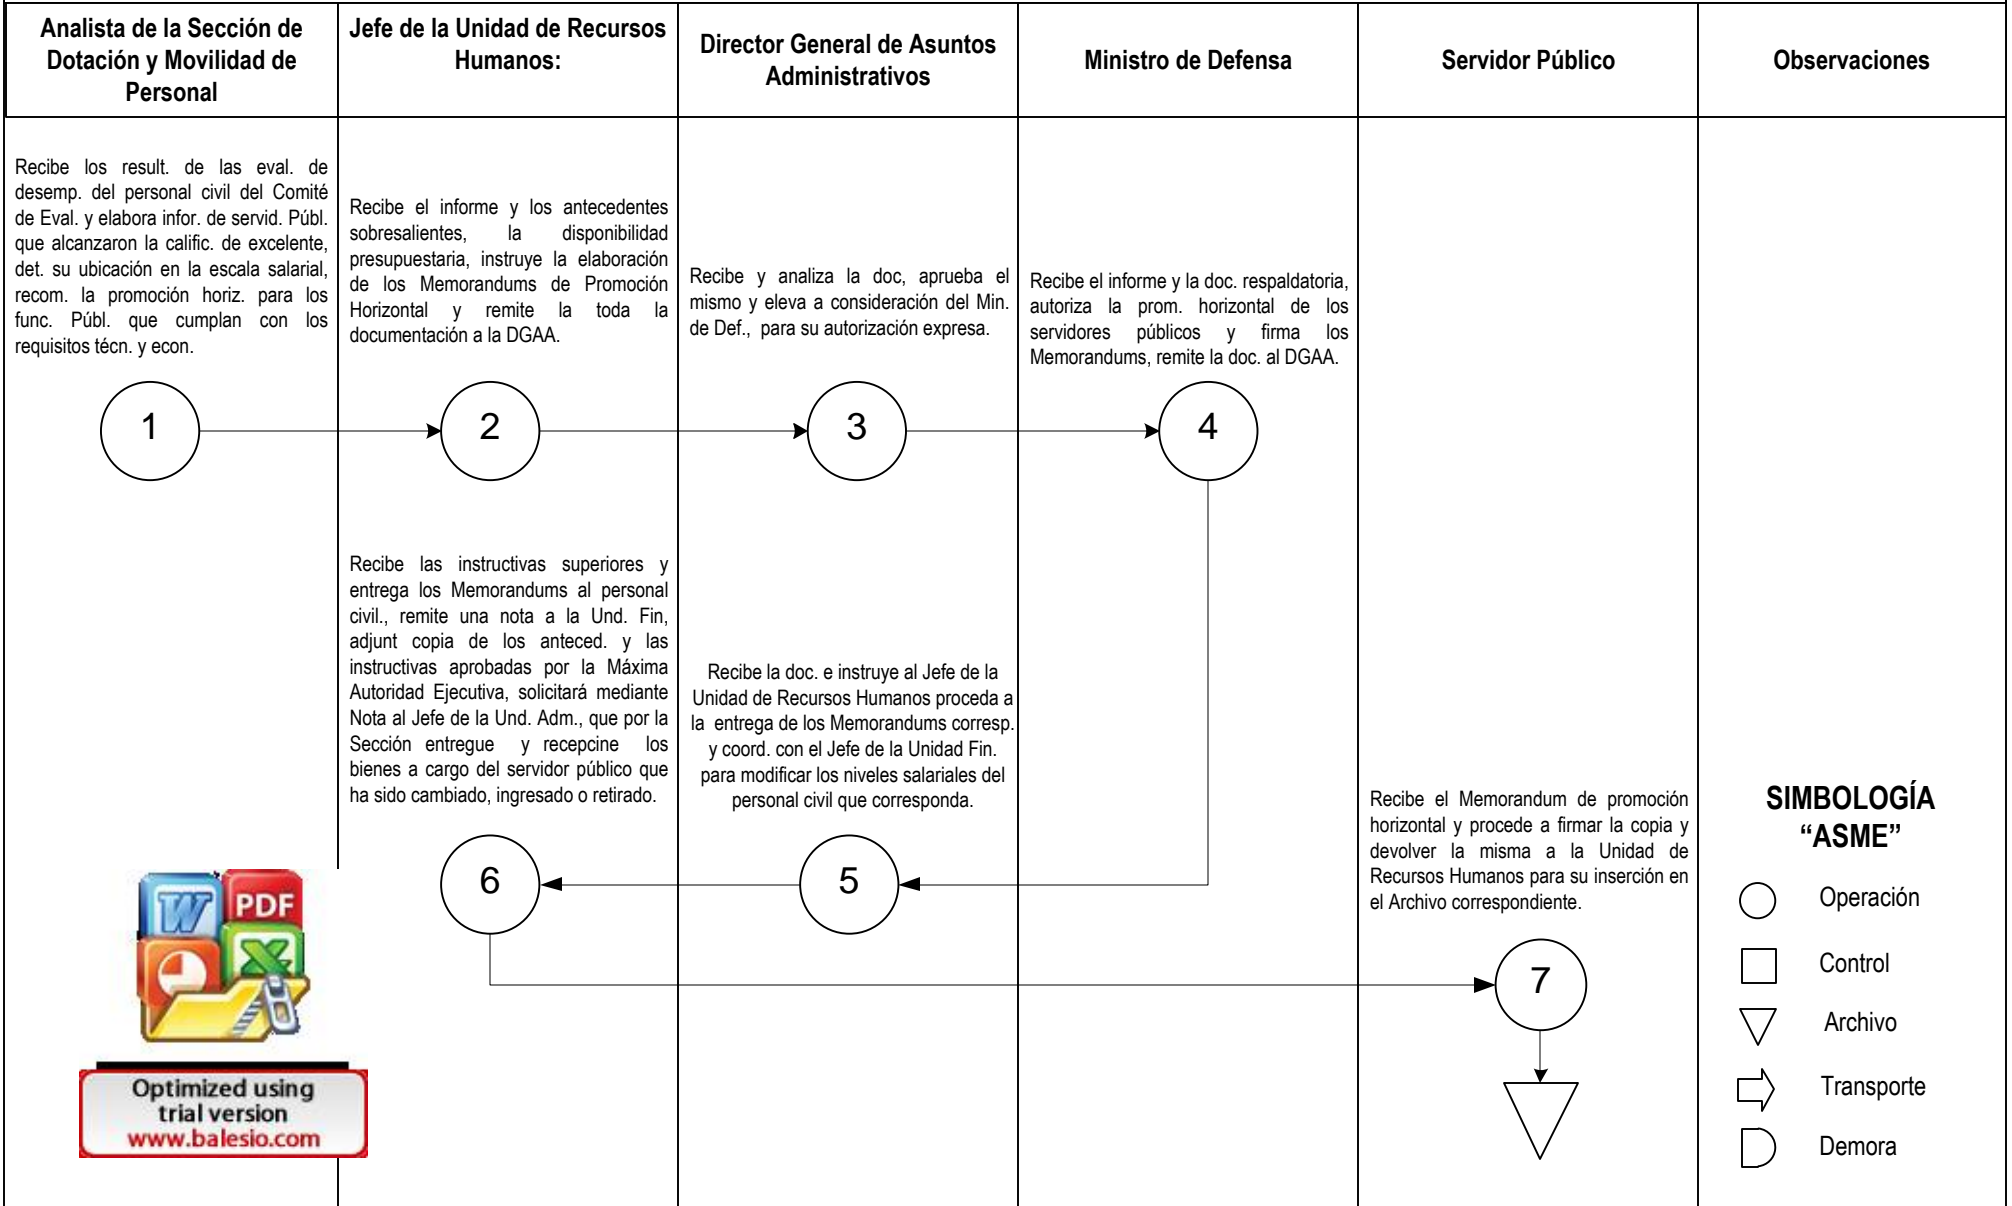 Analista de la Sección de
Dotación y Movilidad de
Personal
Jefe de la Unidad de Recursos
Humanos:
Director General de Asuntos
Administrativos
Ministro de Defensa
Servidor Público
Observaciones
Recibe los result. de las eval. de
desemp. del personal civil del Comité
de Eval. y elabora infor. de servid. Públ.
que alcanzaron la calific. de excelente,
det. su ubicación en la escala salarial,
recom. la promoción horiz. para los
func. Públ. que cumplan con los
requisitos técn. y econ.
Recibe el informe y los antecedentes
sobresalientes, la disponibilidad
presupuestaria, instruye la elaboración
de los Memorandums de Promoción
Horizontal y remite la toda la
documentación a la DGAA.
Recibe y analiza la doc, aprueba el
mismo y eleva a consideración del Min.
de Def., para su autorización expresa.
Recibe el informe y la doc. respaldatoria,
autoriza la prom. horizontal de los
servidores públicos y firma los
Memorandums, remite la doc. al DGAA.
1
2
3
4
Recibe las instructivas superiores y
entrega los Memorandums al personal
civil., remite una nota a la Und. Fin,
adjunt copia de los anteced. y las
instructivas aprobadas por la Máxima
Autoridad Ejecutiva, solicitará mediante
Nota al Jefe de la Und. Adm., que por la
Sección entregue y recepcine los
bienes a cargo del servidor público que
ha sido cambiado, ingresado o retirado.
Recibe la doc. e instruye al Jefe de la
Unidad de Recursos Humanos proceda a
la entrega de los Memorandums corresp.
y coord. con el Jefe de la Unidad Fin.
para modificar los niveles salariales del
personal civil que corresponda.
Recibe el Memorandum de promoción
horizontal y procede a firmar la copia y
devolver la misma a la Unidad de
Recursos Humanos para su inserción en
el Archivo correspondiente.
6
5
7
SIMBOLOGÍA
“ASME”
Operación
Control
Archivo
Transporte
Demora
W
PDF
X
Optimized using
trial version
www.balesio.com